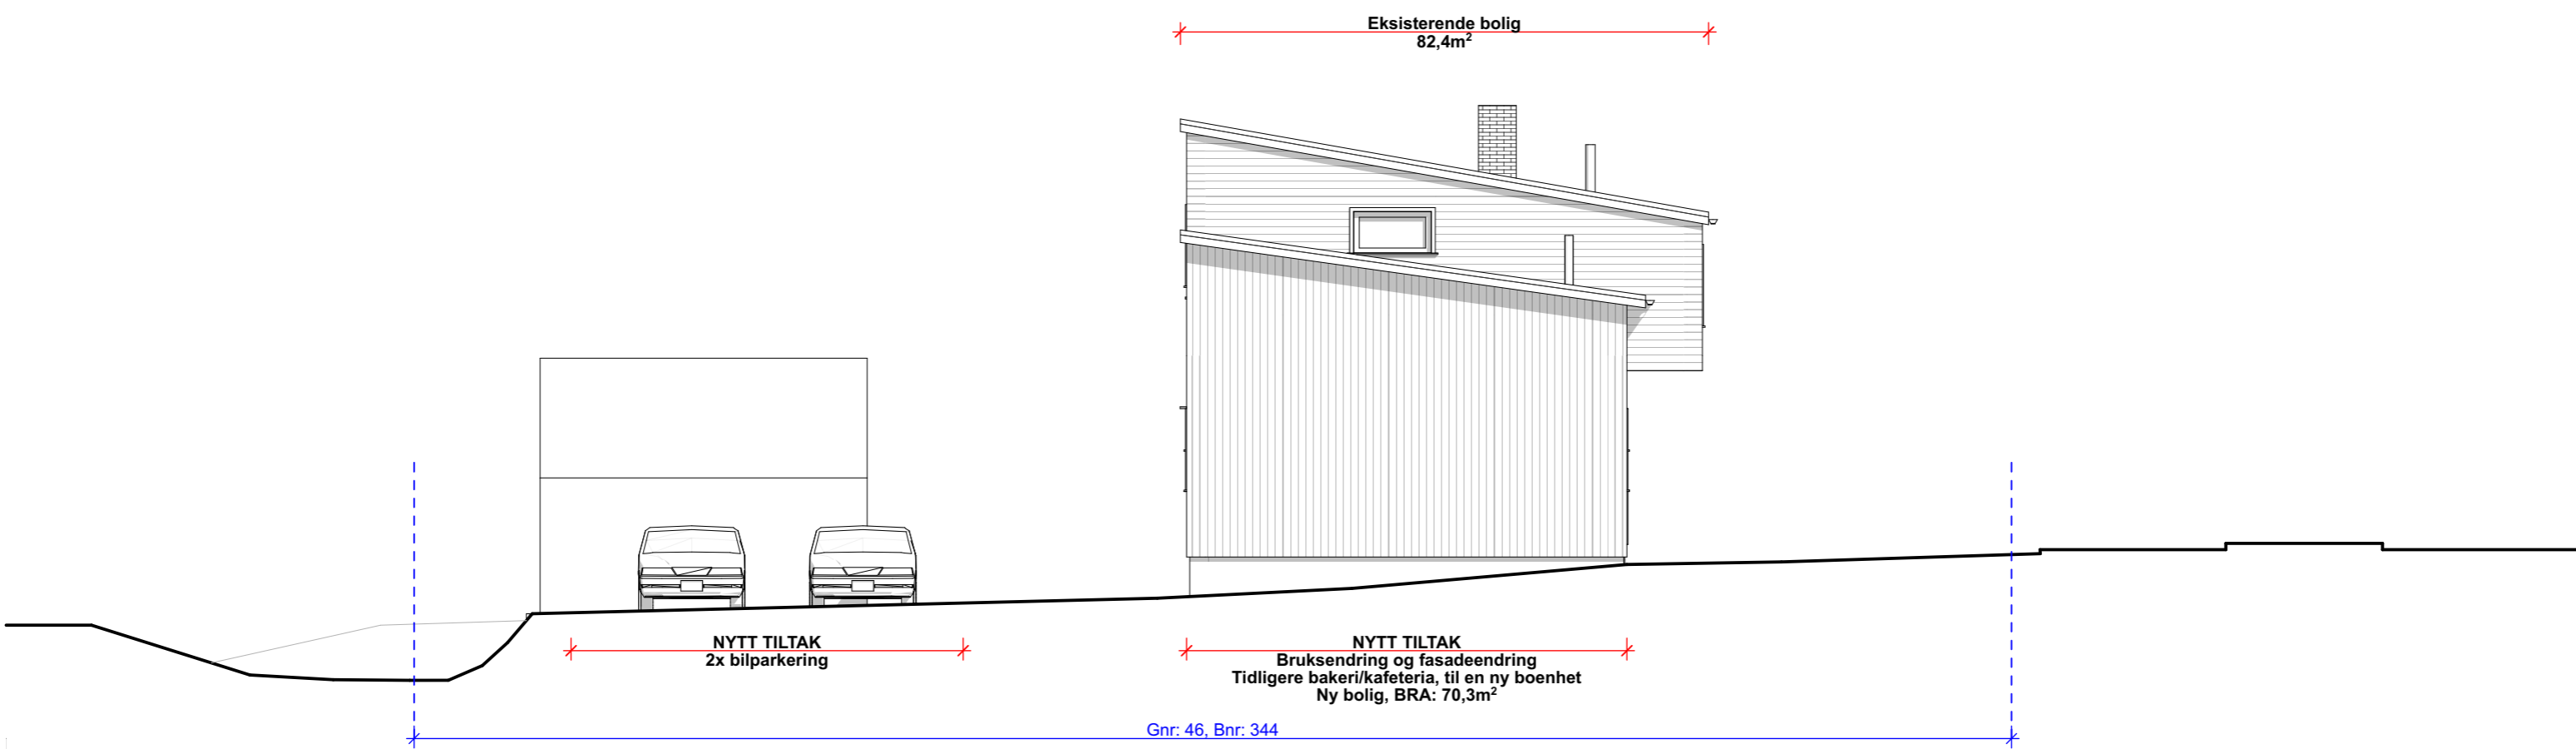 Eksisterende bolig
82,4m²
NYTT TILTAK
2x bilparkering
NYTT TILTAK
Bruksendring og fasadeendring
Tidligere bakeri/kafeteria, til en ny boenhet
Ny bolig, BRA: 70,3m²
Gnr: 46, Bnr: 344